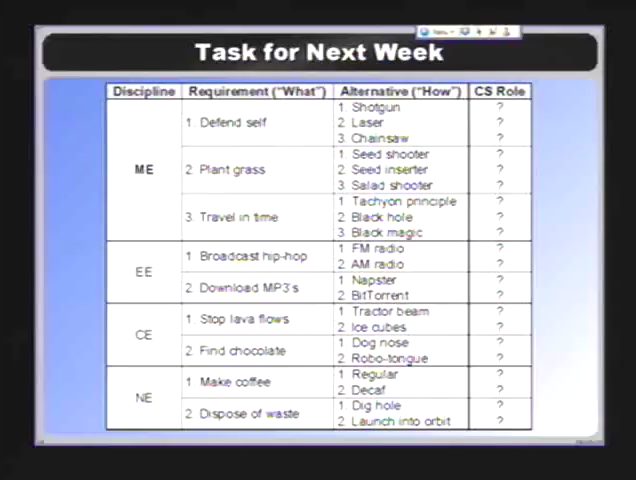 Task for Next Week
Discipline Requirement ("What") Alternative ("How") CS Role
ME
1. Defend self
1. Shotgun ?
2. Laser ?
3. Chainsaw ?
2. Plant grass
1. Seed shooter ?
2. Seed inserter ?
3. Salad shooter ?
3. Travel in time
1. Tachyon principle ?
2. Black hole ?
3. Black magic ?
EE
1. Broadcast hip-hop
1. FM radio ?
2. AM radio ?
2. Download MP3's
1. Napster ?
2. BitTorrent ?
CE
1. Stop lava flows
1. Tractor beam ?
2. Ice cubes ?
2. Find chocolate
1. Dog nose ?
2. Robo-tongue ?
NE
1. Make coffee
1. Regular ?
2. Decaf ?
2. Dispose of waste
1. Dig hole ?
2. Launch into orbit ?